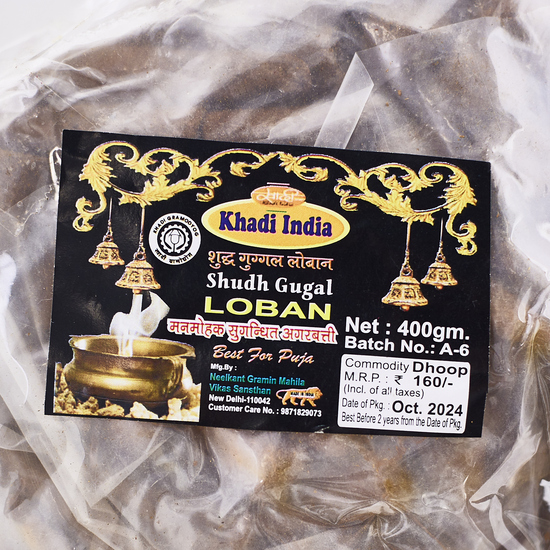 खादी
Khadi India
KHADI GRAMODYOG
खादी ग्रामोद्योग
शुद्ध गुग्गल लोबान
Shudh Gugal
LOBAN
मनमोहक सुगन्धित अगरबत्ती
Best For Puja
Mfg.By :
Neelkant Gramin Mahila
Vikas Sansthan
New Delhi-110042
Customer Care No. : 9871829073
Net : 400gm.
Batch No.: A-6
Commodity Dhoop
M.R.P. : ₹ 160/-
(Incl. of all taxes)
Date of Pkg. : Oct. 2024
Best Before 2 years from the Date of Pkg.